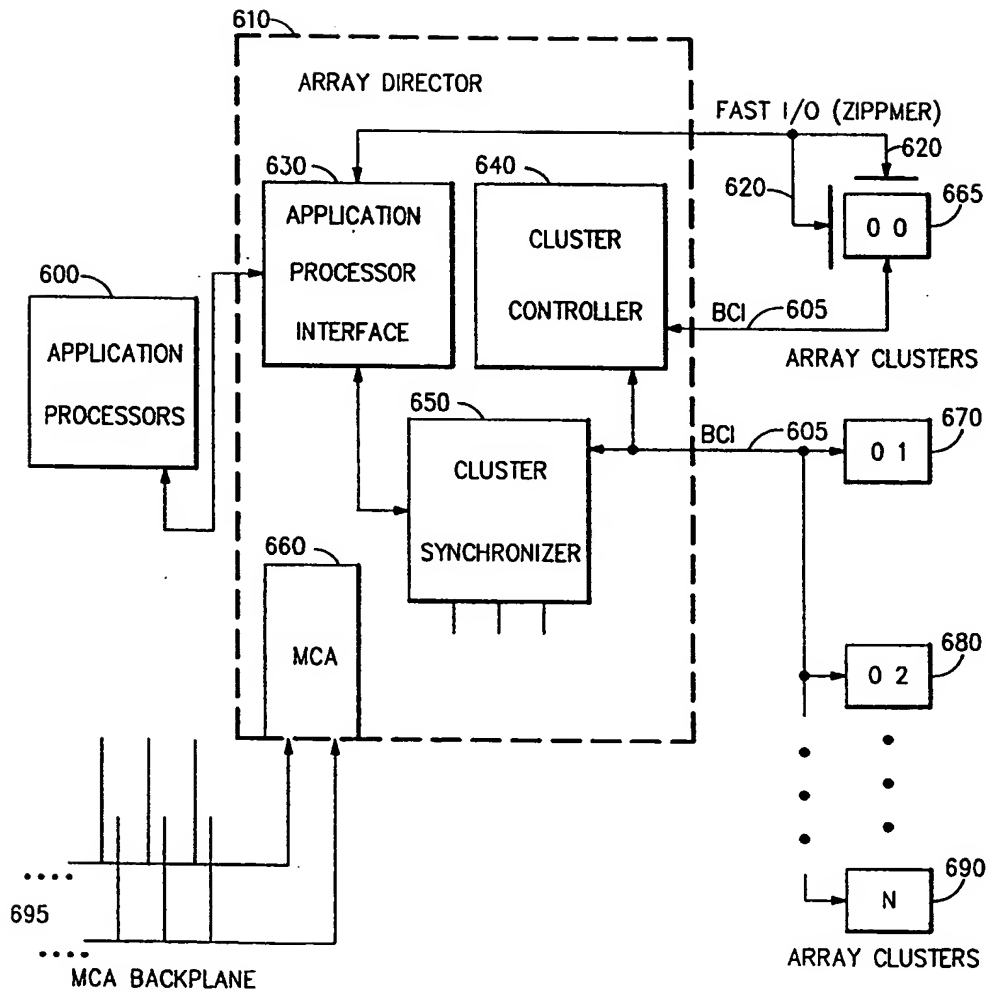 610
ARRAY DIRECTOR
FAST I/O (ZIPPMER)
620
630
640
620
665
APPLICATION
PROCESSOR
INTERFACE
CLUSTER
CONTROLLER
0 0
600
BCI
605
APPLICATION
PROCESSORS
ARRAY CLUSTERS
650
BCI
605
670
CLUSTER
SYNCHRONIZER
0 1
660
MCA
680
0 2
690
695
N
MCA BACKPLANE
ARRAY CLUSTERS